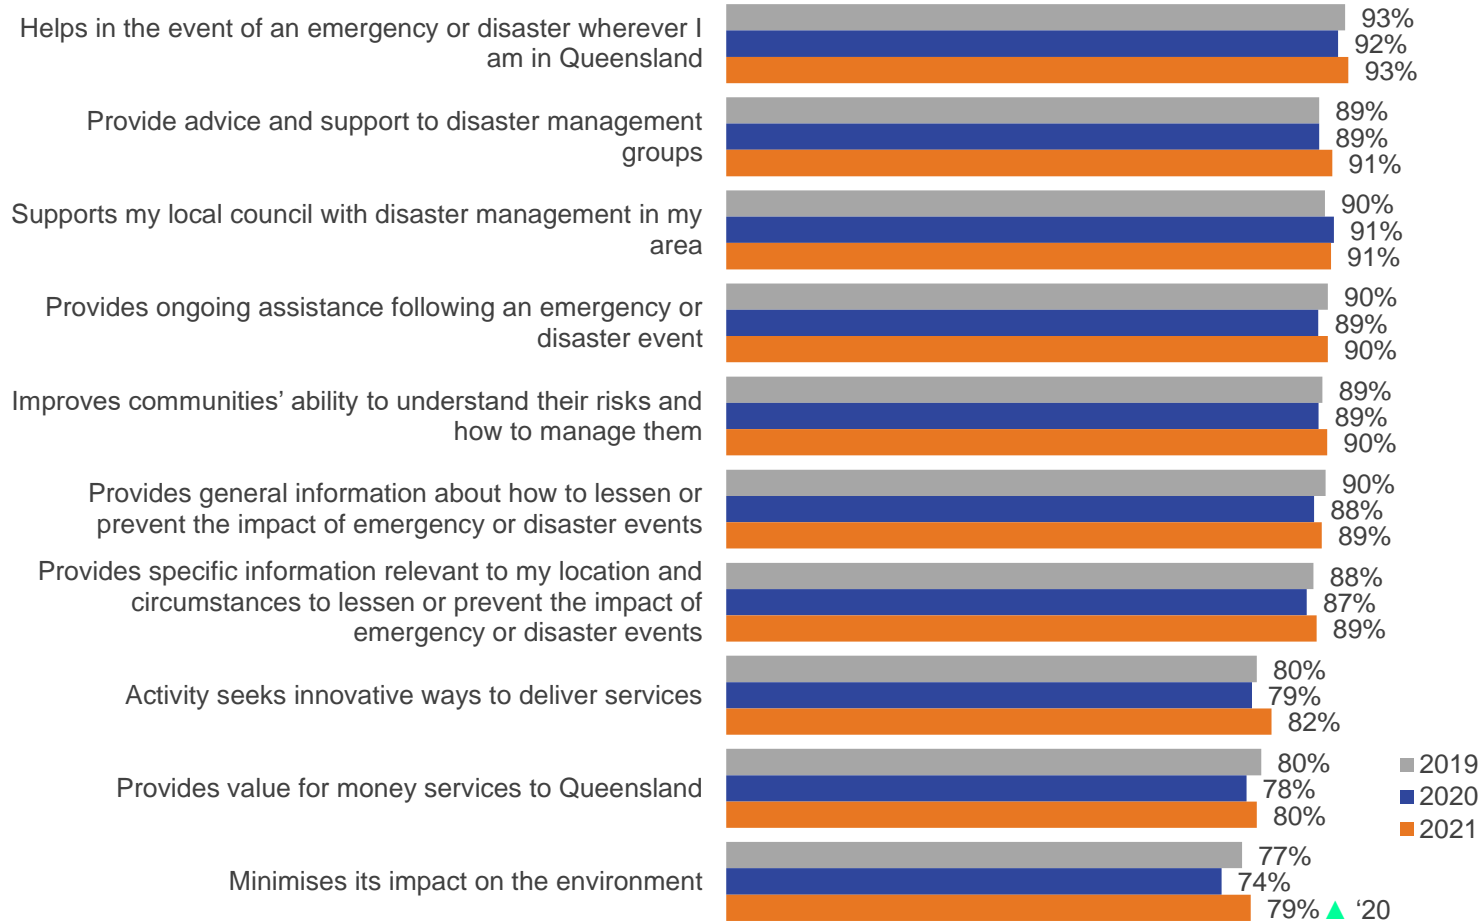 Helps in the event of an emergency or disaster wherever I
am in Queensland
93%
92%
93%
Provide advice and support to disaster management
groups
89%
89%
91%
Supports my local council with disaster management in my
area
90%
91%
91%
Provides ongoing assistance following an emergency or
disaster event
90%
89%
90%
Improves communities’ ability to understand their risks and
how to manage them
89%
89%
90%
Provides general information about how to lessen or
prevent the impact of emergency or disaster events
90%
88%
89%
Provides specific information relevant to my location and
circumstances to lessen or prevent the impact of
emergency or disaster events
88%
87%
89%
Activity seeks innovative ways to deliver services
80%
79%
82%
Provides value for money services to Queensland
80%
78%
80%
Minimises its impact on the environment
77%
74%
79% ▲ ‘20
2019
2020
2021